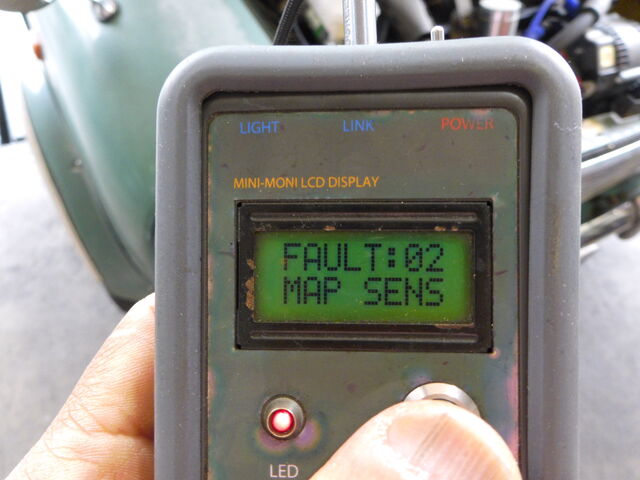 LIGHT LINK POWER
MINI-MONI LCD DISPLAY
FAULT:02
MAP SENS
LED